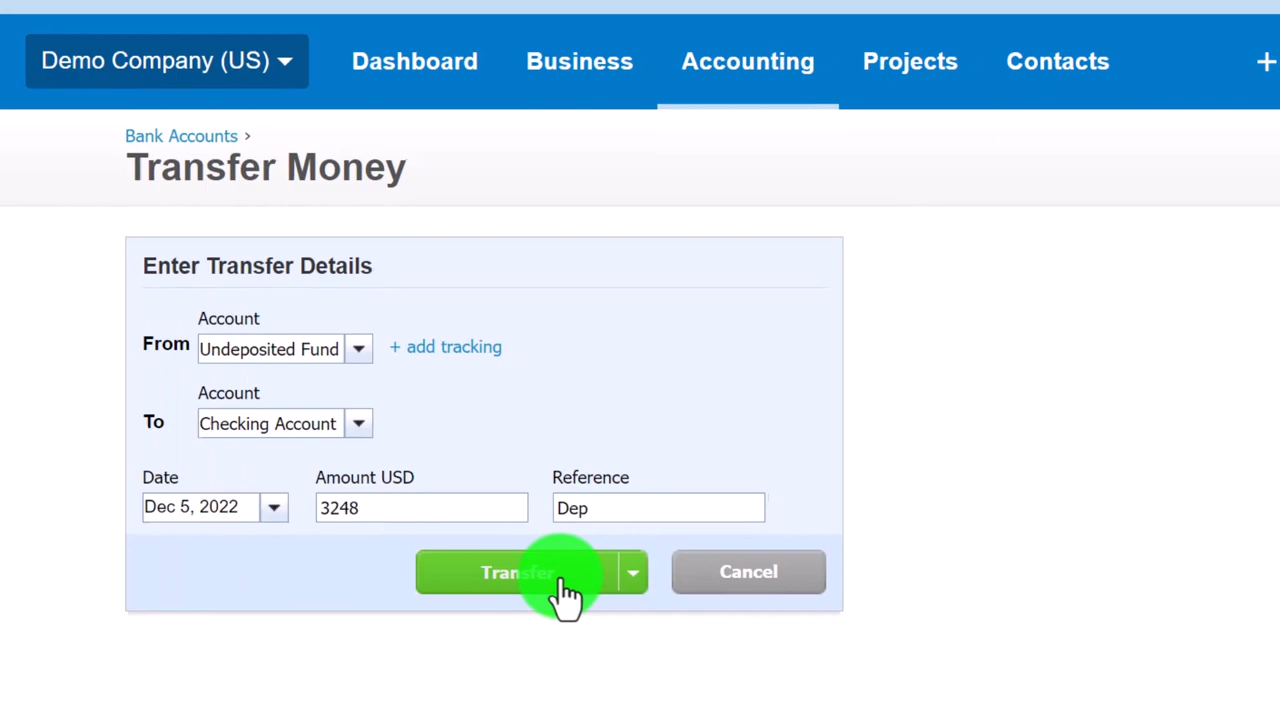 Demo Company (US) Dashboard Business Accounting Projects Contacts +
Bank Accounts ›
Transfer Money
Enter Transfer Details
Account
From Undeposited Fund + add tracking
Account
To Checking Account
Date Amount USD Reference
Dec 5, 2022 3248 Dep
Transfer Cancel